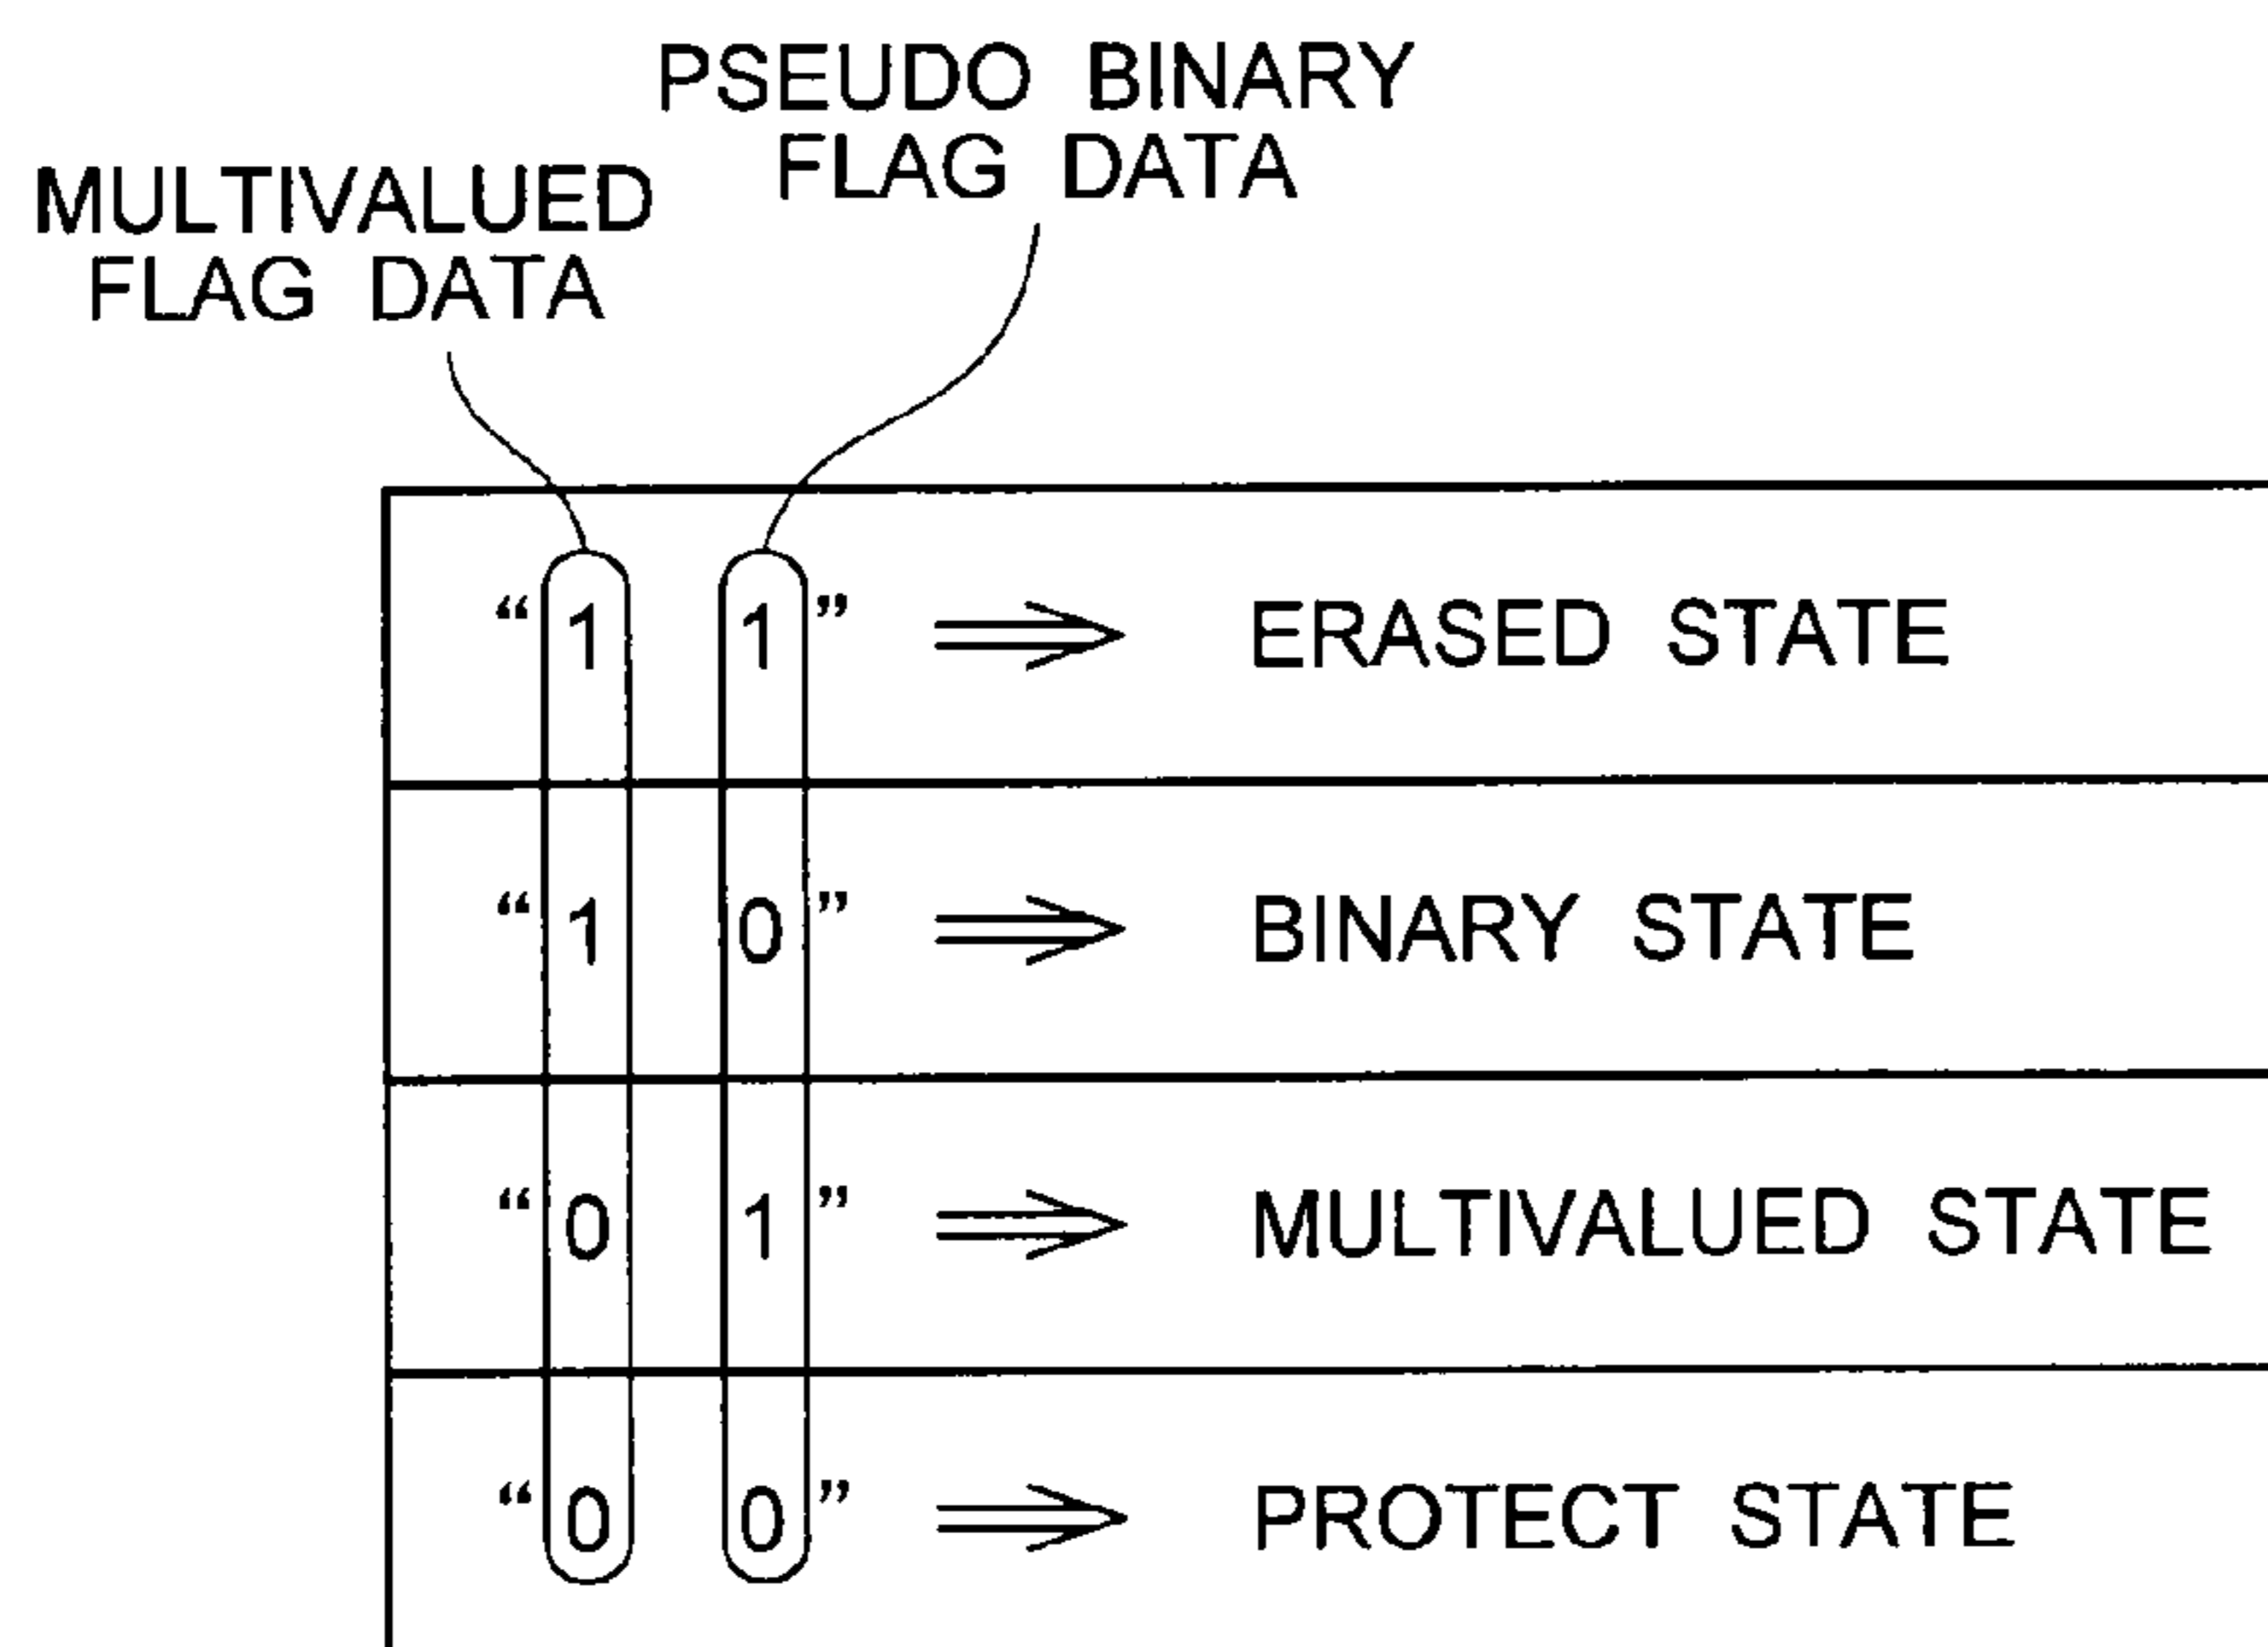 PSEUDO BINARY
FLAG DATA
MULTIVALUED
FLAG DATA
“1 1” ⇒ ERASED STATE
“1 0” ⇒ BINARY STATE
“0 1” ⇒ MULTIVALUED STATE
“0 0” ⇒ PROTECT STATE